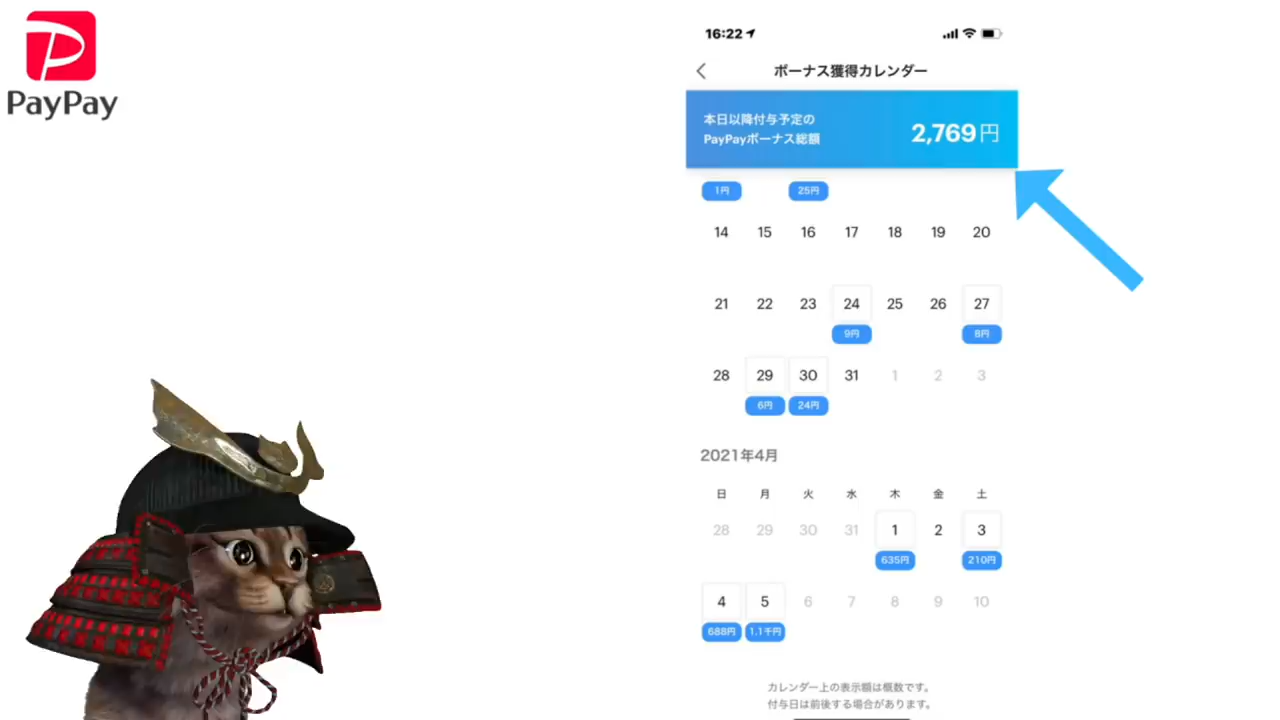 PayPay
16:22
ボーナス獲得カレンダー
本日以降付与予定の
PayPayボーナス総額
2,769円
1円 25円
14 15 16 17 18 19 20
21 22 23 24 25 26 27
9円 8円
28 29 30 31 1 2 3
6円 24円
2021年4月
日 月 火 水 木 金 土
28 29 30 31 1 2 3
635円 210円
4 5 6 7 8 9 10
688円 1,1千円
カレンダー上の表示額は概数です。
付与日は前後する場合があります。